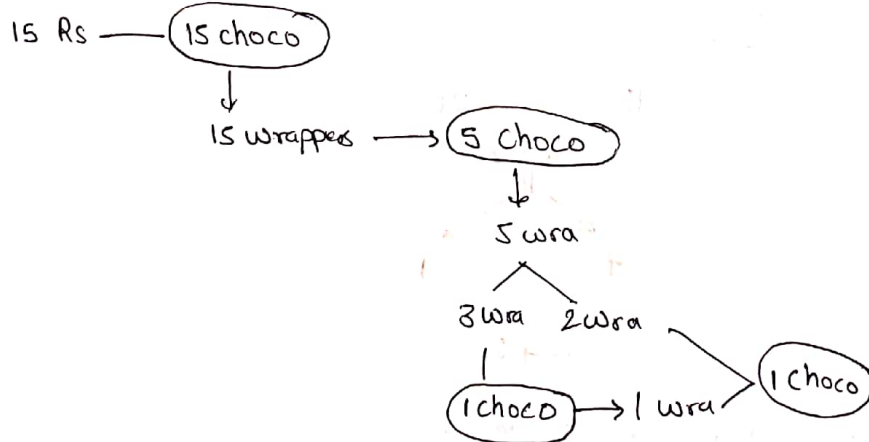 15 Rs 15 choco
15 wrappers 5 Choco
5 wra
3 wra 2 wra
1 choco 1 wra 1 Choco